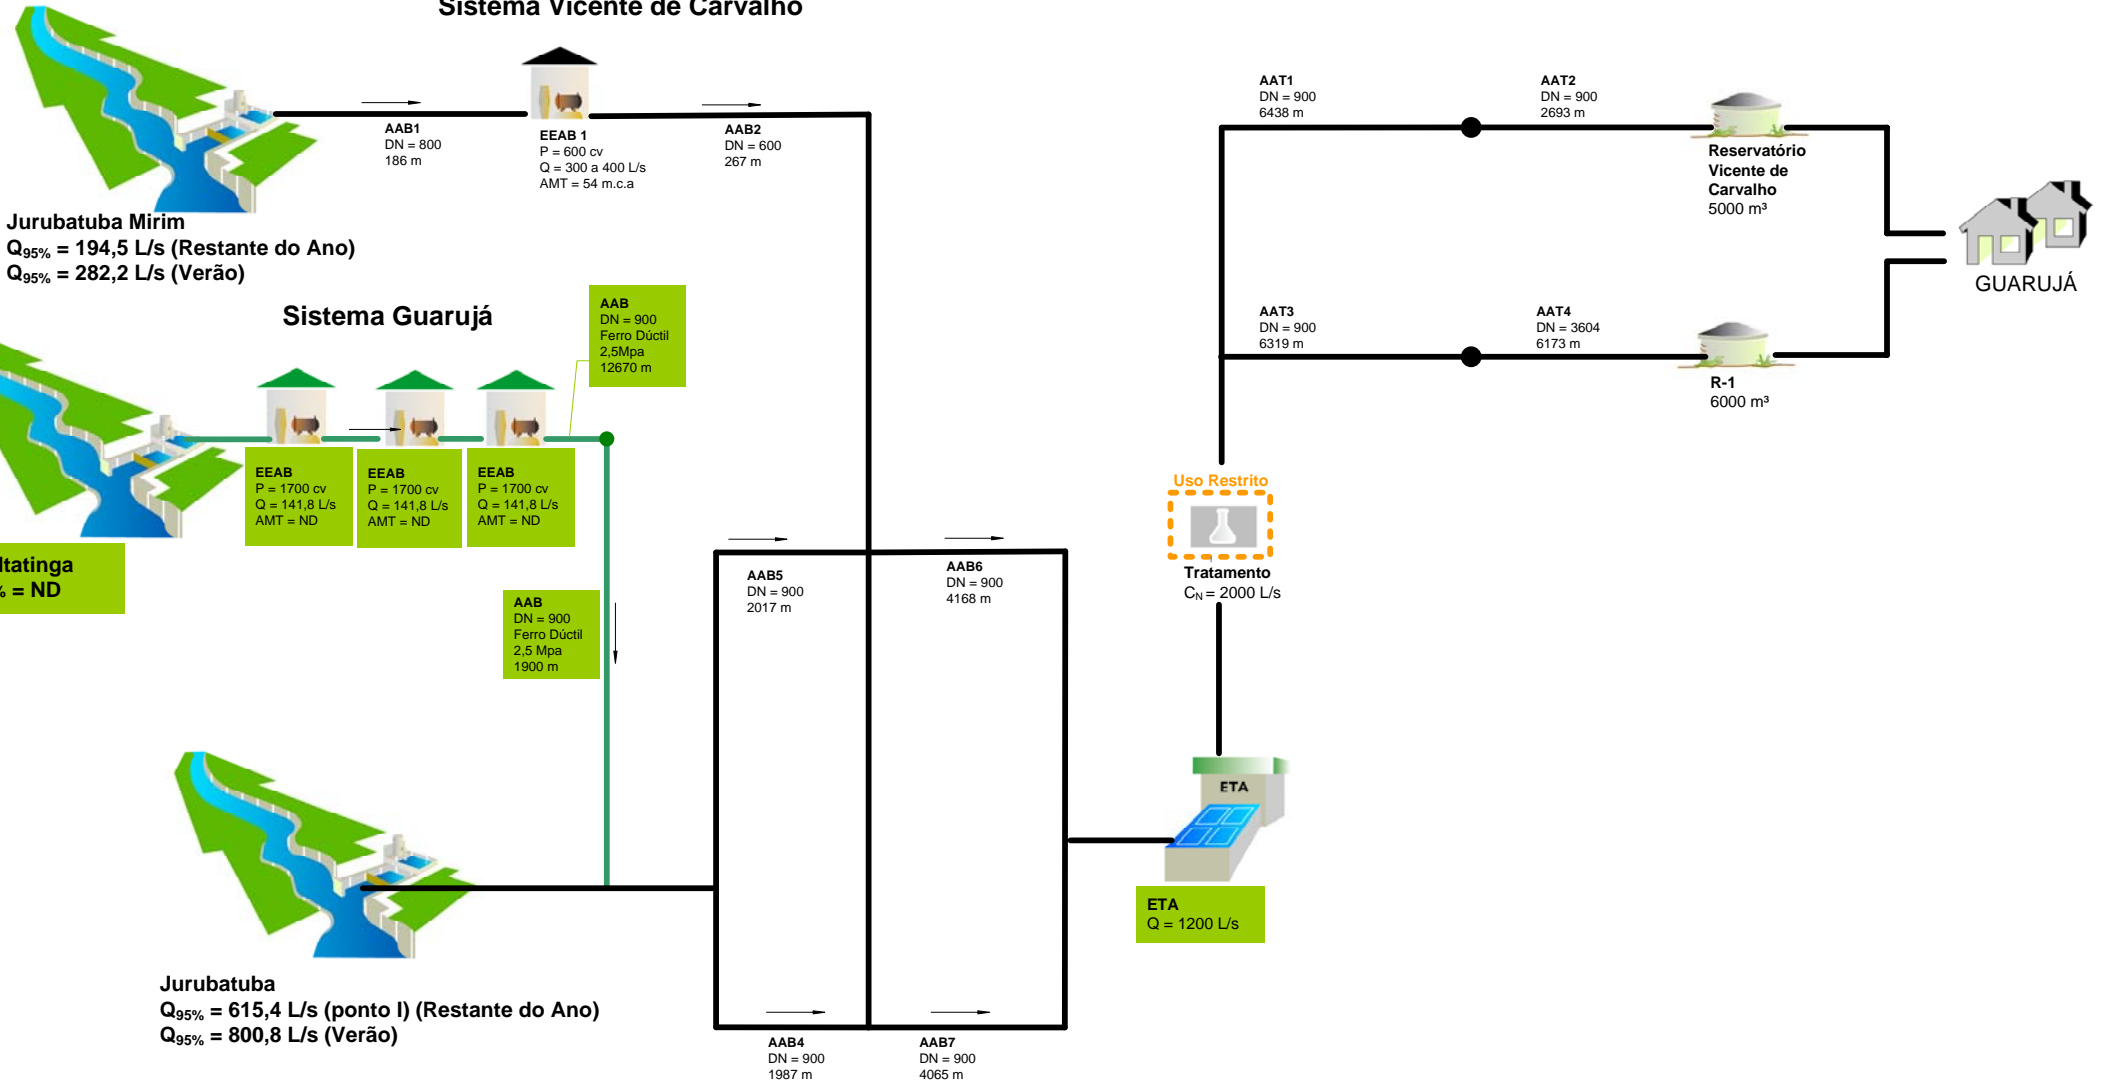 Sistema Vicente de Carvalho
AAB1
DN = 800
186 m
EEAB 1
P = 600 cv
Q = 300 a 400 L/s
AMT = 54 m.c.a
AAB2
DN = 600
267 m
Jurubatuba Mirim
Q95% = 194,5 L/s (Restante do Ano)
Q95% = 282,2 L/s (Verão)
AAT1
DN = 900
6438 m
AAT2
DN = 900
2693 m
Reservatório
Vicente de
Carvalho
5000 m³
GUARUJÁ
AAT3
DN = 900
6319 m
AAT4
DN = 3604
6173 m
R-1
6000 m³
Sistema Guarujá
AAB
DN = 900
Ferro Dúctil
2,5Mpa
12670 m
EEAB
P = 1700 cv
Q = 141,8 L/s
AMT = ND
EEAB
P = 1700 cv
Q = 141,8 L/s
AMT = ND
EEAB
P = 1700 cv
Q = 141,8 L/s
AMT = ND
Itatinga
% = ND
AAB
DN = 900
Ferro Dúctil
2,5 Mpa
1900 m
AAB5
DN = 900
2017 m
AAB6
DN = 900
4168 m
Uso Restrito
Tratamento
CN = 2000 L/s
ETA
ETA
Q = 1200 L/s
Jurubatuba
Q95% = 615,4 L/s (ponto I) (Restante do Ano)
Q95% = 800,8 L/s (Verão)
AAB4
DN = 900
1987 m
AAB7
DN = 900
4065 m